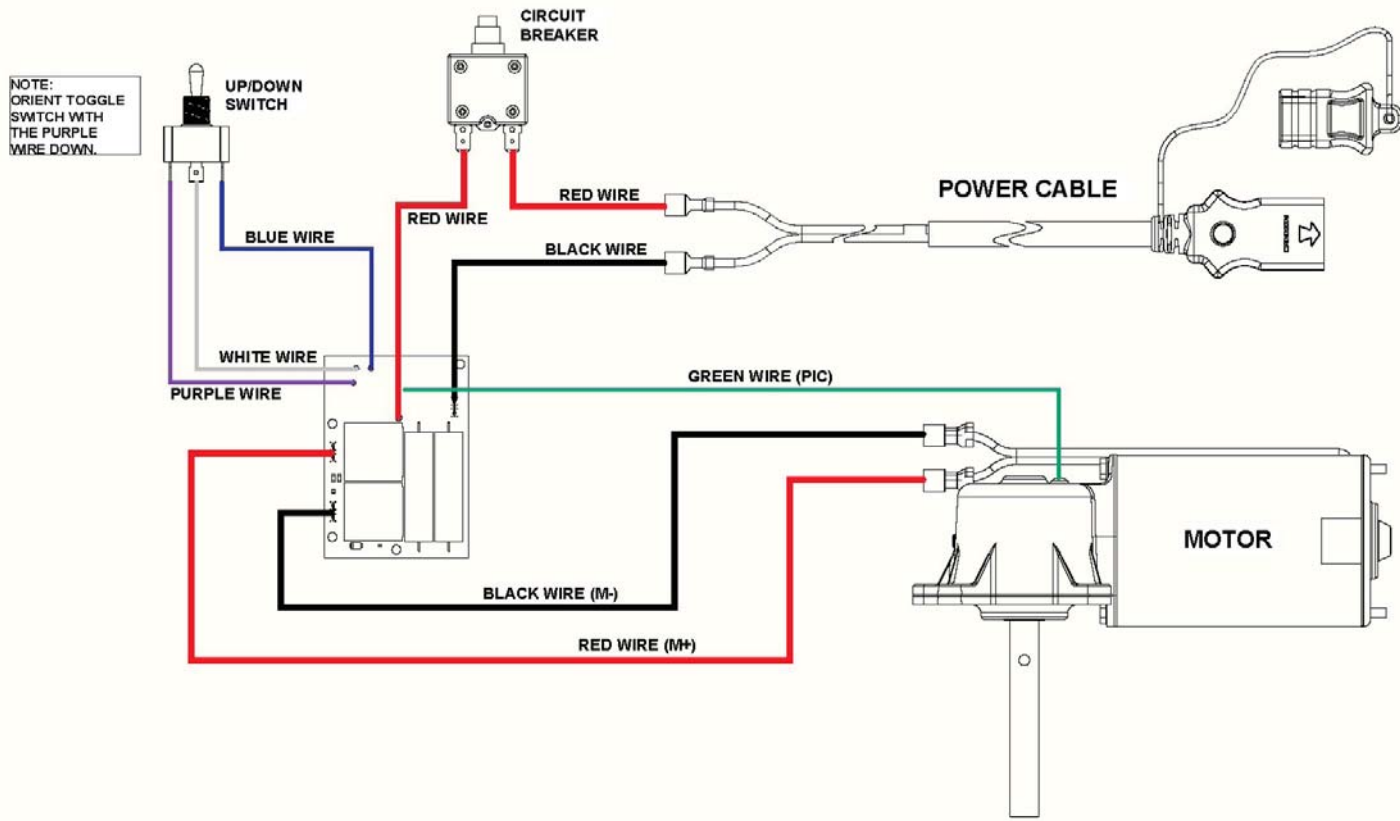 CIRCUIT
BREAKER
NOTE:
ORIENT TOGGLE
SWITCH WITH
THE PURPLE
WIRE DOWN.
UP/DOWN
SWITCH
POWER CABLE
RED WIRE
RED WIRE
BLUE WIRE
BLACK WIRE
WHITE WIRE
PURPLE WIRE
GREEN WIRE (PIC)
MOTOR
BLACK WIRE (M-)
RED WIRE (M+)